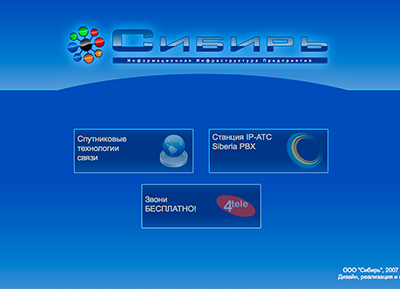 Сибирь
Информационная Инфраструктура Предприятий
Спутниковые
технологии
связи
Станция IP-АТС
Siberia PBX
Звони
БЕСПЛАТНО!
4tele
ООО "Сибирь", 2007
Дизайн, реализация и